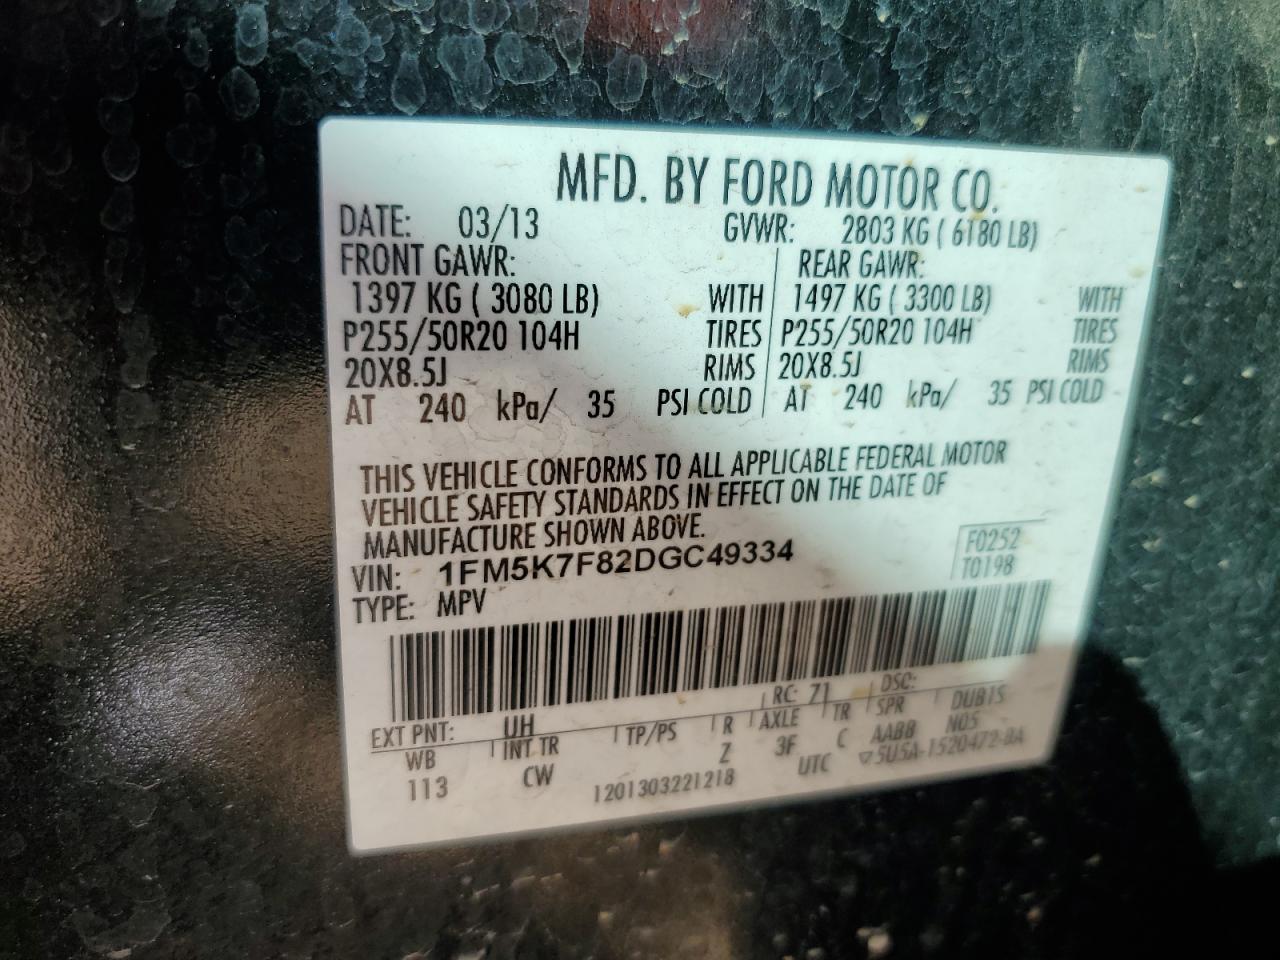 MFD. BY FORD MOTOR CO.
DATE: 03/13 GVWR: 2803 KG ( 6180 LB)
FRONT GAWR: REAR GAWR:
1397 KG ( 3080 LB) WITH 1497 KG ( 3300 LB) WITH
P255/50R20 104H TIRES P255/50R20 104H TIRES
20X8.5J RIMS 20X8.5J RIMS
AT 240 kPa/ 35 PSI COLD AT 240 kPa/ 35 PSI COLD
THIS VEHICLE CONFORMS TO ALL APPLICABLE FEDERAL MOTOR
VEHICLE SAFETY STANDARDS IN EFFECT ON THE DATE OF
MANUFACTURE SHOWN ABOVE.
F0252
VIN: 1FM5K7F82DGC49334
T0198
TYPE: MPV
EXT PNT: UH RC: 71 DSO:
WB INT TR TP/PS R AXLE TR SPR DUB1S
113 CW Z 3F C AABB N05
1201303221218 UTC ▽5U5A-1520472-BA